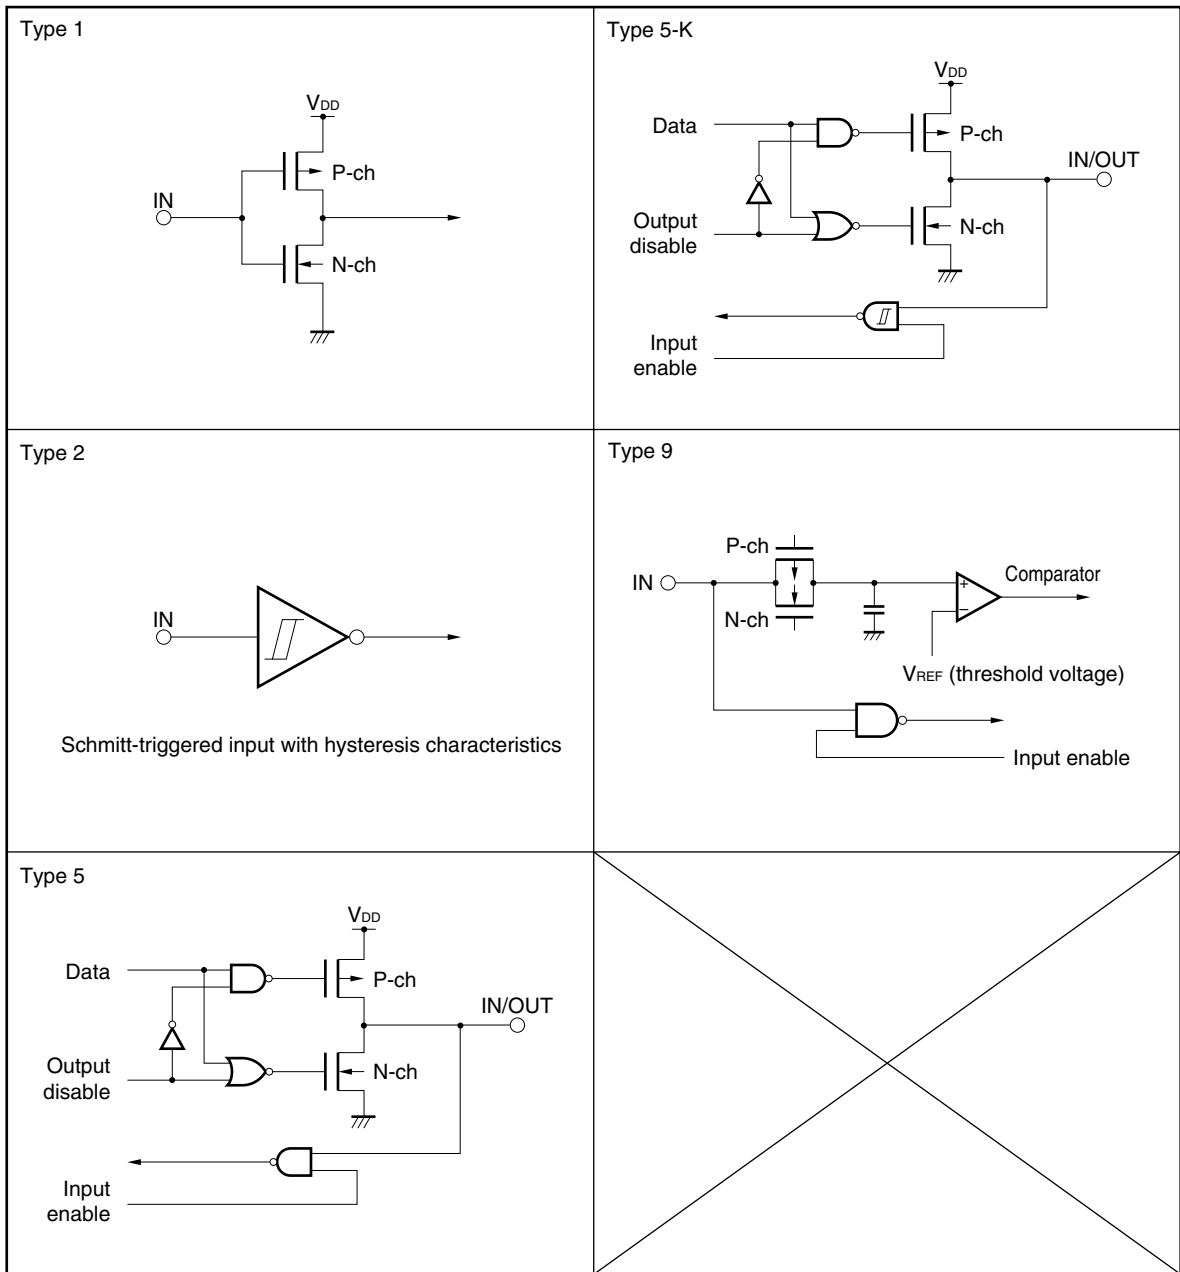 Type 1
VDD
P-ch
IN
N-ch
Type 5-K
VDD
Data
P-ch
IN/OUT
Output
disable
N-ch
Input
enable
Type 2
IN
Schmitt-triggered input with hysteresis characteristics
Type 9
P-ch
IN
N-ch
+
−
Comparator
VREF (threshold voltage)
Input enable
Type 5
VDD
Data
P-ch
IN/OUT
Output
disable
N-ch
Input
enable